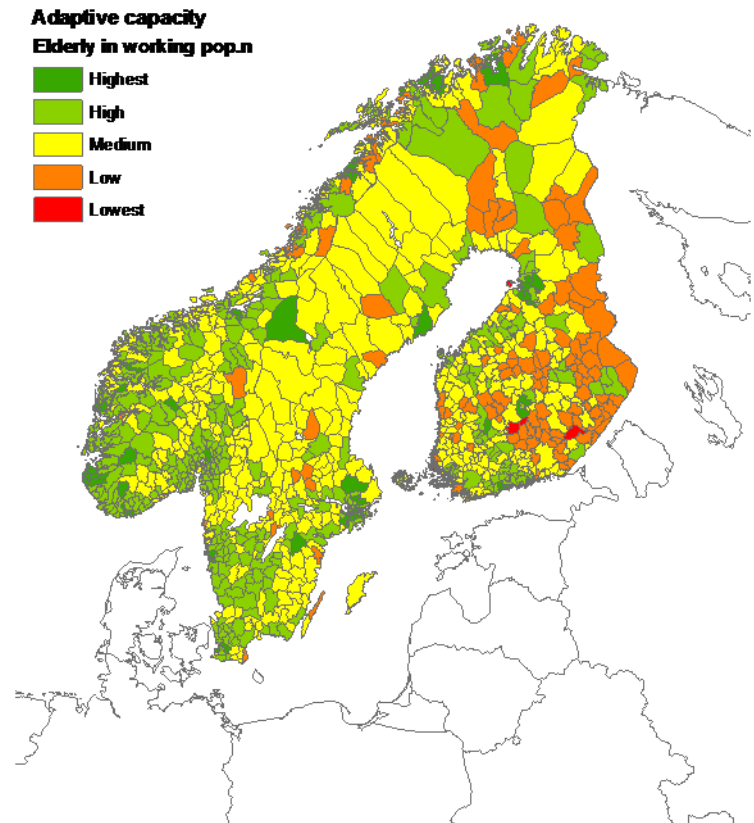 Adaptive capacity
Elderly in working pop.n
Highest
High
Medium
Low
Lowest